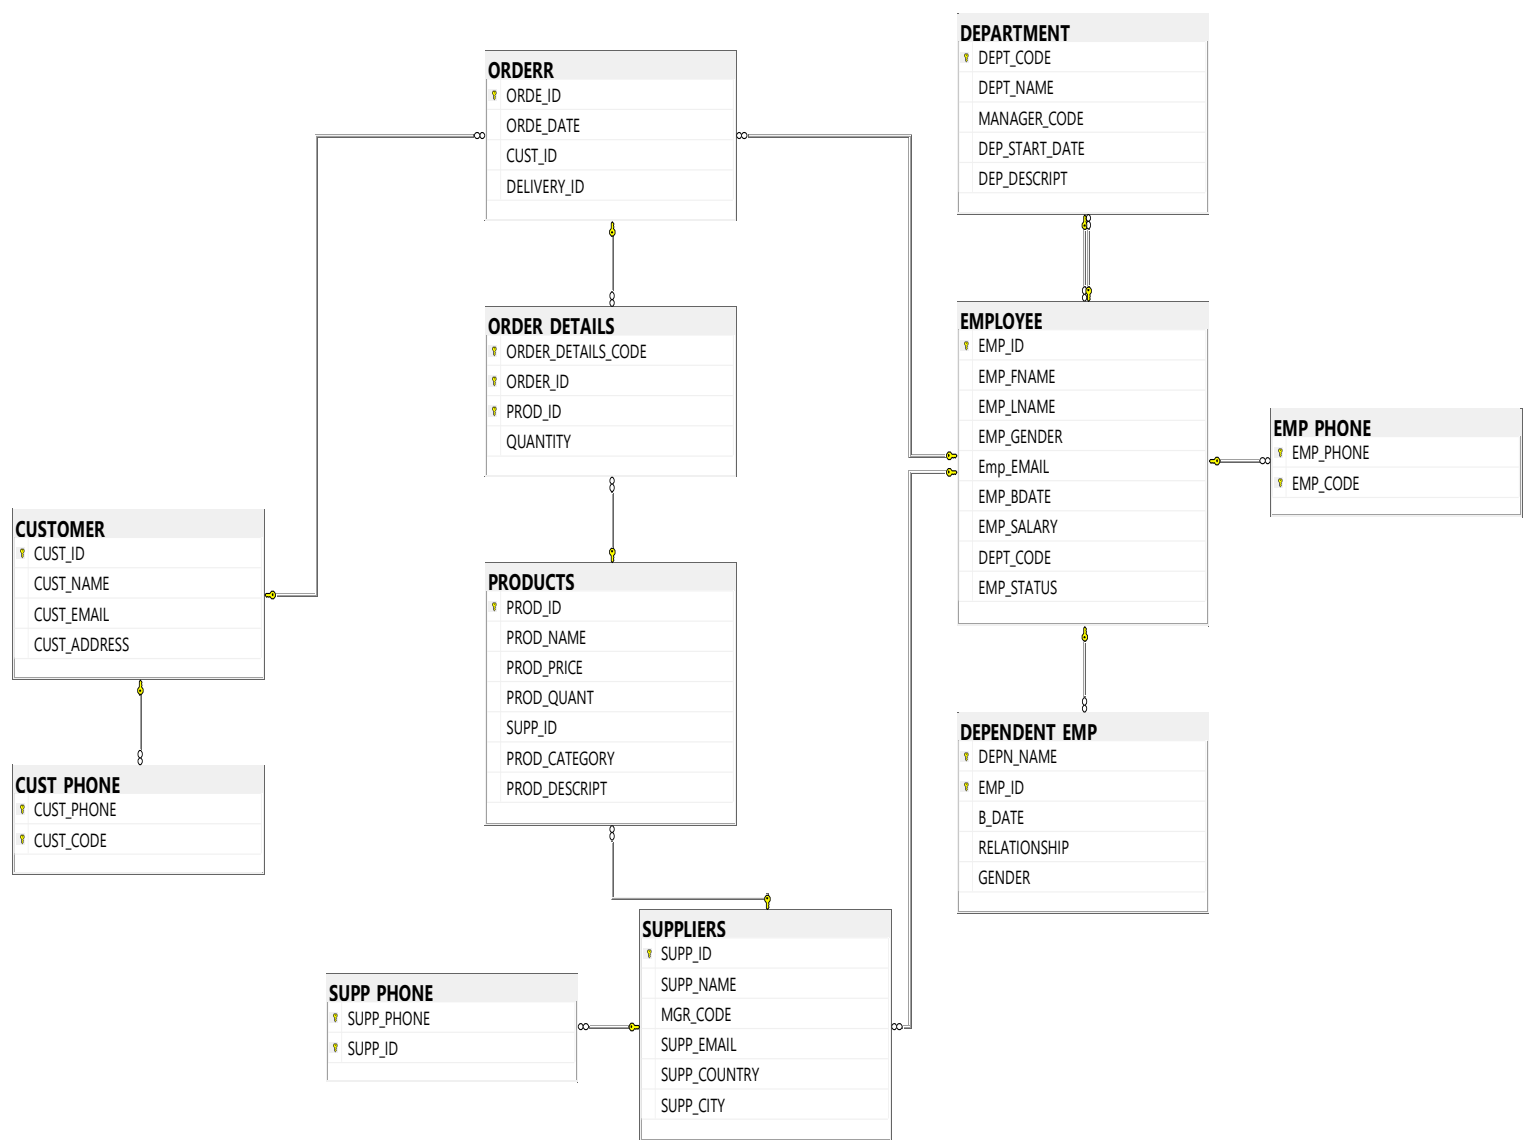 ORDERR
ORDE_ID
ORDE_DATE
CUST_ID
DELIVERY_ID
DEPARTMENT
DEPT_CODE
DEPT_NAME
MANAGER_CODE
DEP_START_DATE
DEP_DESCRIPT
ORDER DETAILS
ORDER_DETAILS_CODE
ORDER_ID
PROD_ID
QUANTITY
EMPLOYEE
EMP_ID
EMP_FNAME
EMP_LNAME
EMP_GENDER
Emp_EMAIL
EMP_BDATE
EMP_SALARY
DEPT_CODE
EMP_STATUS
EMP PHONE
EMP_PHONE
EMP_CODE
CUSTOMER
CUST_ID
CUST_NAME
CUST_EMAIL
CUST_ADDRESS
PRODUCTS
PROD_ID
PROD_NAME
PROD_PRICE
PROD_QUANT
SUPP_ID
PROD_CATEGORY
PROD_DESCRIPT
DEPENDENT EMP
DEPN_NAME
EMP_ID
B_DATE
RELATIONSHIP
GENDER
CUST PHONE
CUST_PHONE
CUST_CODE
SUPPLIERS
SUPP_ID
SUPP_NAME
MGR_CODE
SUPP_EMAIL
SUPP_COUNTRY
SUPP_CITY
SUPP PHONE
SUPP_PHONE
SUPP_ID